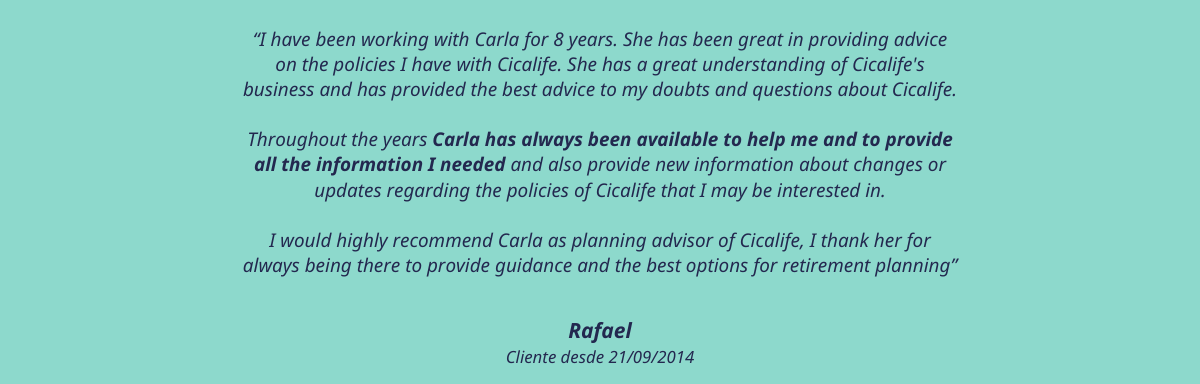 “I have been working with Carla for 8 years. She has been great in providing advice
on the policies I have with Cicalife. She has a great understanding of Cicalife's
business and has provided the best advice to my doubts and questions about Cicalife.
Throughout the years Carla has always been available to help me and to provide
all the information I needed and also provide new information about changes or
updates regarding the policies of Cicalife that I may be interested in.
I would highly recommend Carla as planning advisor of Cicalife, I thank her for
always being there to provide guidance and the best options for retirement planning”
Rafael
Cliente desde 21/09/2014